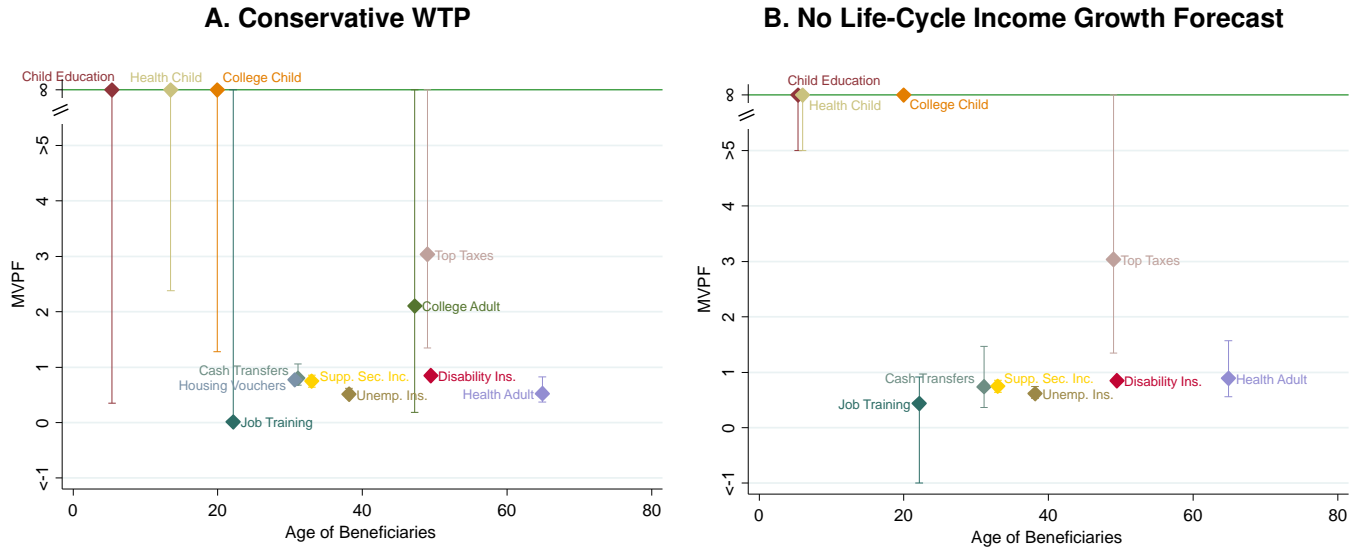 A. Conservative WTP
Child Education
Health Child
College Child
∞
>5
4
3
2
1
0
<-1
MVPF
Top Taxes
College Adult
Cash Transfers
Housing Vouchers
Supp. Sec. Inc.
Unemp. Ins.
Disability Ins.
Health Adult
Job Training
0
20
40
60
80
Age of Beneficiaries
B. No Life-Cycle Income Growth Forecast
Child Education
Health Child
College Child
∞
>5
4
3
2
1
0
<-1
MVPF
Top Taxes
Cash Transfers
Supp. Sec. Inc.
Unemp. Ins.
Disability Ins.
Health Adult
Job Training
0
20
40
60
80
Age of Beneficiaries